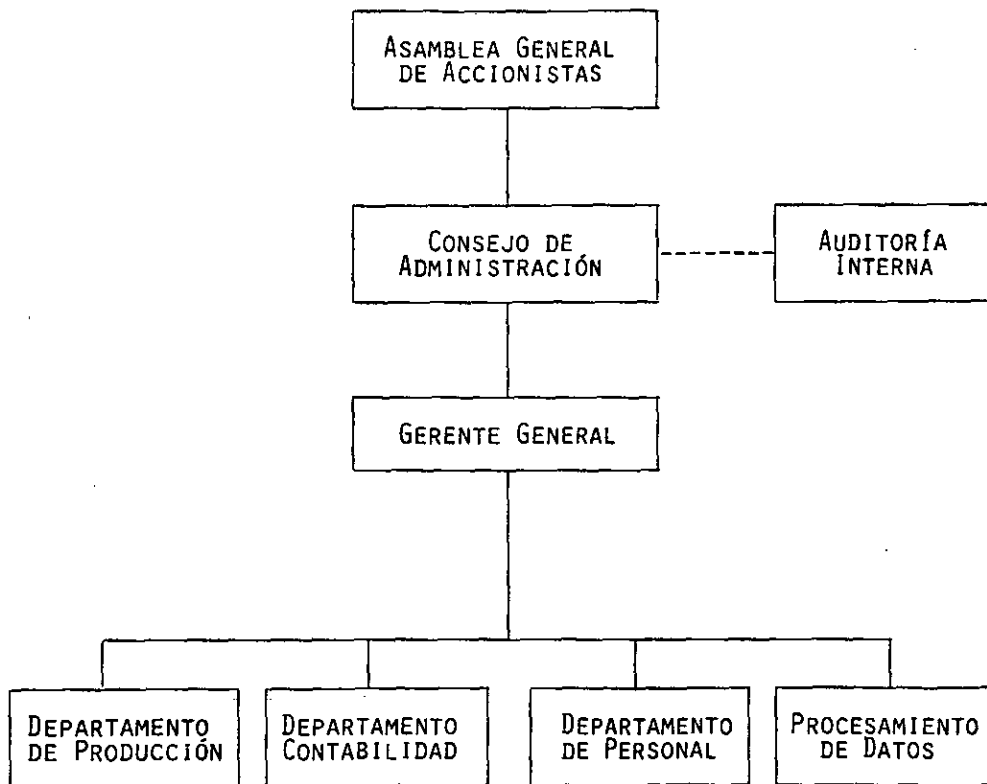 ASAMBLEA GENERAL
DE ACCIONISTAS
CONSEJO DE
ADMINISTRACIÓN
AUDITORÍA
INTERNA
GERENTE GENERAL
DEPARTAMENTO
DE PRODUCCIÓN
DEPARTAMENTO
CONTABILIDAD
DEPARTAMENTO
DE PERSONAL
PROCESAMIENTO
DE DATOS